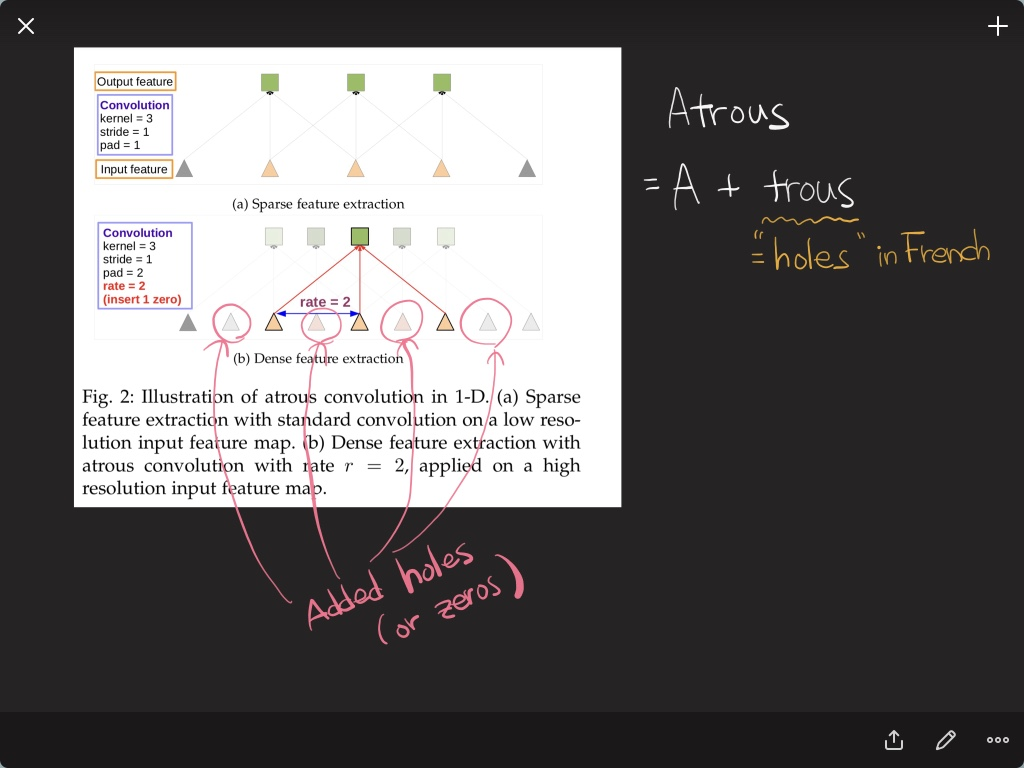 Output feature
Convolution
kernel = 3
stride = 1
pad = 1
Input feature
(a) Sparse feature extraction
Convolution
kernel = 3
stride = 1
pad = 2
rate = 2
(insert 1 zero)
rate = 2
(b) Dense feature extraction
Fig. 2: Illustration of atrous convolution in 1-D. (a) Sparse
feature extraction with standard convolution on a low reso-
lution input feature map. (b) Dense feature extraction with
atrous convolution with rate r = 2, applied on a high
resolution input feature map.
Added holes
(or zeros)
Atrous
= A + trous
= "holes" in French